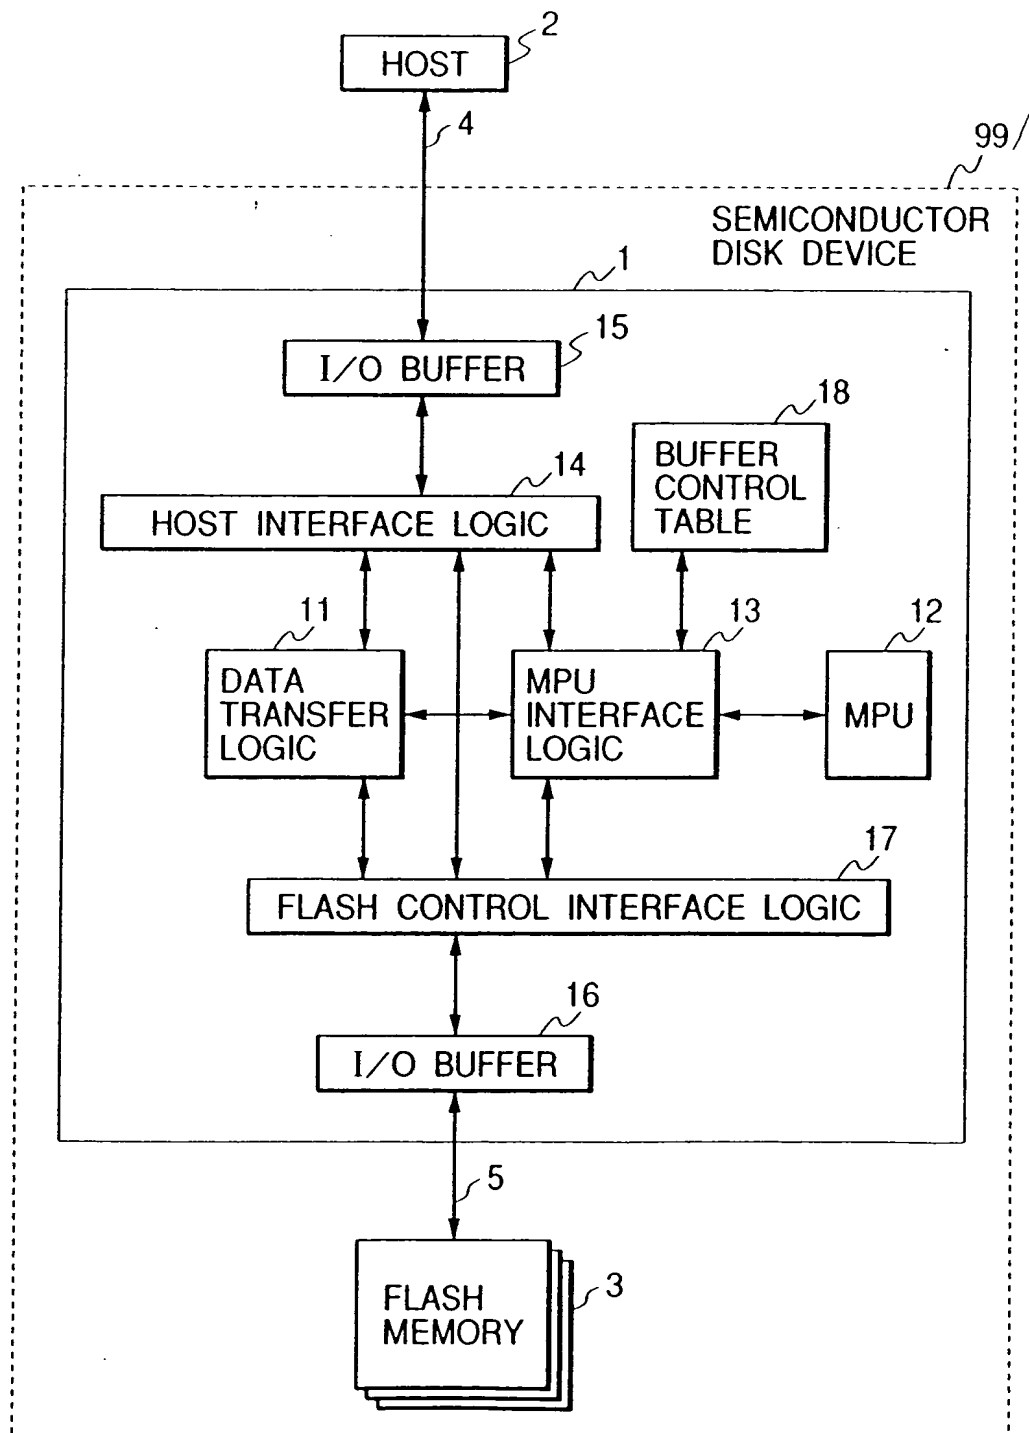 2
HOST
4
99
SEMICONDUCTOR
DISK DEVICE
1
15
I/O BUFFER
18
BUFFER
CONTROL
TABLE
14
HOST INTERFACE LOGIC
11
DATA
TRANSFER
LOGIC
13
MPU
INTERFACE
LOGIC
12
MPU
17
FLASH CONTROL INTERFACE LOGIC
16
I/O BUFFER
5
FLASH
MEMORY
3